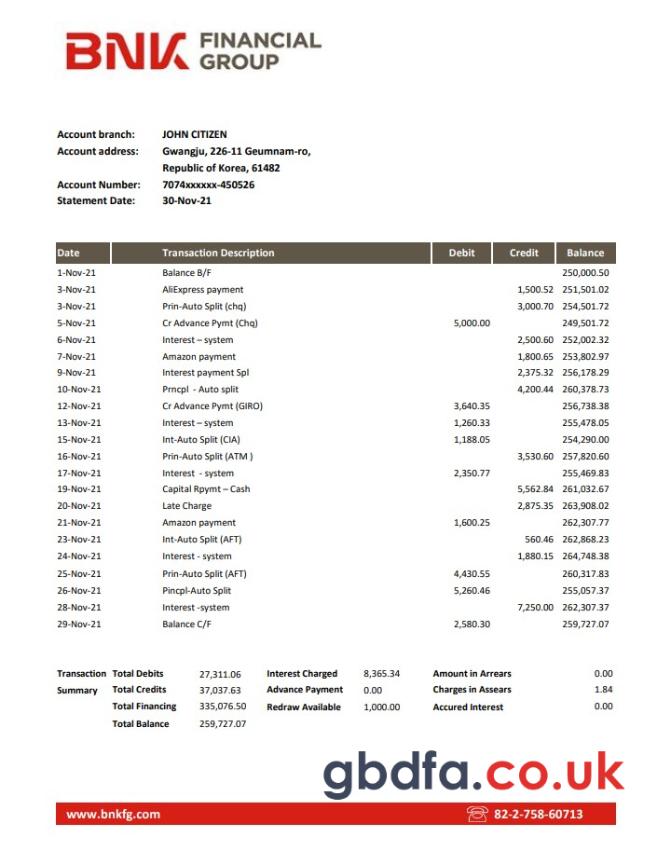 BNK FINANCIAL
GROUP
Account branch: JOHN CITIZEN
Account address: Gwangju, 226-11 Geumnam-ro,
Republic of Korea, 61482
Account Number: 7074xxxxxx-450526
Statement Date: 30-Nov-21
Date Transaction Description Debit Credit Balance
1-Nov-21 Balance B/F 250,000.50
3-Nov-21 AliExpress payment 1,500.52 251,501.02
3-Nov-21 Prin-Auto Split (chq) 3,000.70 254,501.72
5-Nov-21 Cr Advance Pymt (Chq) 5,000.00 249,501.72
6-Nov-21 Interest – system 2,500.60 252,002.32
7-Nov-21 Amazon payment 1,800.65 253,802.97
9-Nov-21 Interest payment Spl 2,375.32 256,178.29
10-Nov-21 Prncpl - Auto split 4,200.44 260,378.73
12-Nov-21 Cr Advance Pymt (GIRO) 3,640.35 256,738.38
13-Nov-21 Interest – system 1,260.33 255,478.05
15-Nov-21 Int-Auto Split (CIA) 1,188.05 254,290.00
16-Nov-21 Prin-Auto Split (ATM ) 3,530.60 257,820.60
17-Nov-21 Interest - system 2,350.77 255,469.83
19-Nov-21 Capital Rpymt – Cash 5,562.84 261,032.67
20-Nov-21 Late Charge 2,875.35 263,908.02
21-Nov-21 Amazon payment 1,600.25 262,307.77
23-Nov-21 Int-Auto Split (AFT) 560.46 262,868.23
24-Nov-21 Interest - system 1,880.15 264,748.38
25-Nov-21 Prin-Auto Split (AFT) 4,430.55 260,317.83
26-Nov-21 Pincpl-Auto Split 5,260.46 255,057.37
28-Nov-21 Interest -system 7,250.00 262,307.37
29-Nov-21 Balance C/F 2,580.30 259,727.07
Transaction Total Debits 27,311.06 Interest Charged 8,365.34 Amount in Arrears 0.00
Summary Total Credits 37,037.63 Advance Payment 0.00 Charges in Assears 1.84
Total Financing 335,076.50 Redraw Available 1,000.00 Accured Interest 0.00
Total Balance 259,727.07
gbdfa.co.uk
www.bnkfg.com 82-2-758-60713